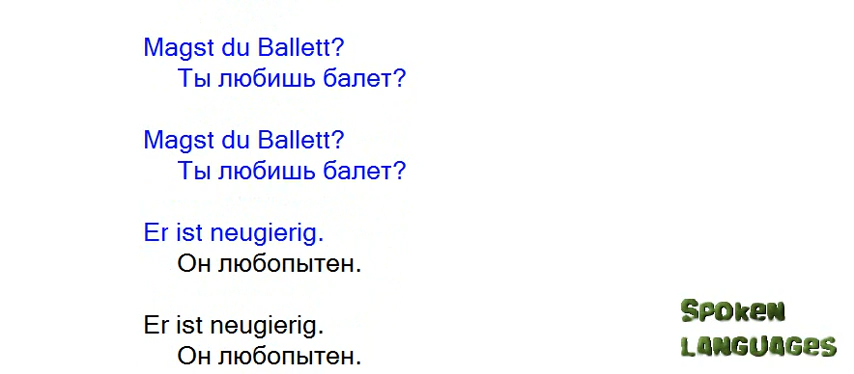 Magst du Ballett?
Ты любишь балет?
Magst du Ballett?
Ты любишь балет?
Er ist neugierig.
Он любопытен.
Er ist neugierig.
Он любопытен.
Spoken
Languages